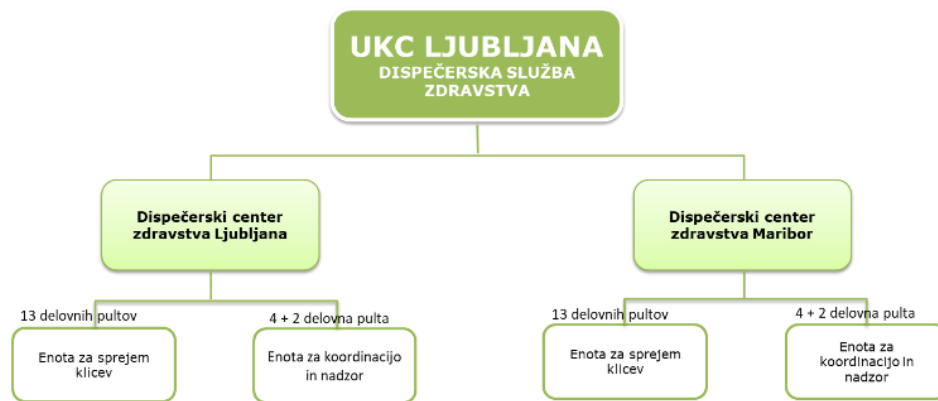 UKC LJUBLJANA
DISPEČERSKA SLUŽBA
ZDRAVSTVA
Dispečerski center
zdravstva Ljubljana
Dispečerski center
zdravstva Maribor
13 delovnih pultov
4 + 2 delovna pulta
13 delovnih pultov
4 + 2 delovna pulta
Enota za sprejem
klicev
Enota za koordinacijo
in nadzor
Enota za sprejem
klicev
Enota za
koordinacijo in
nadzor